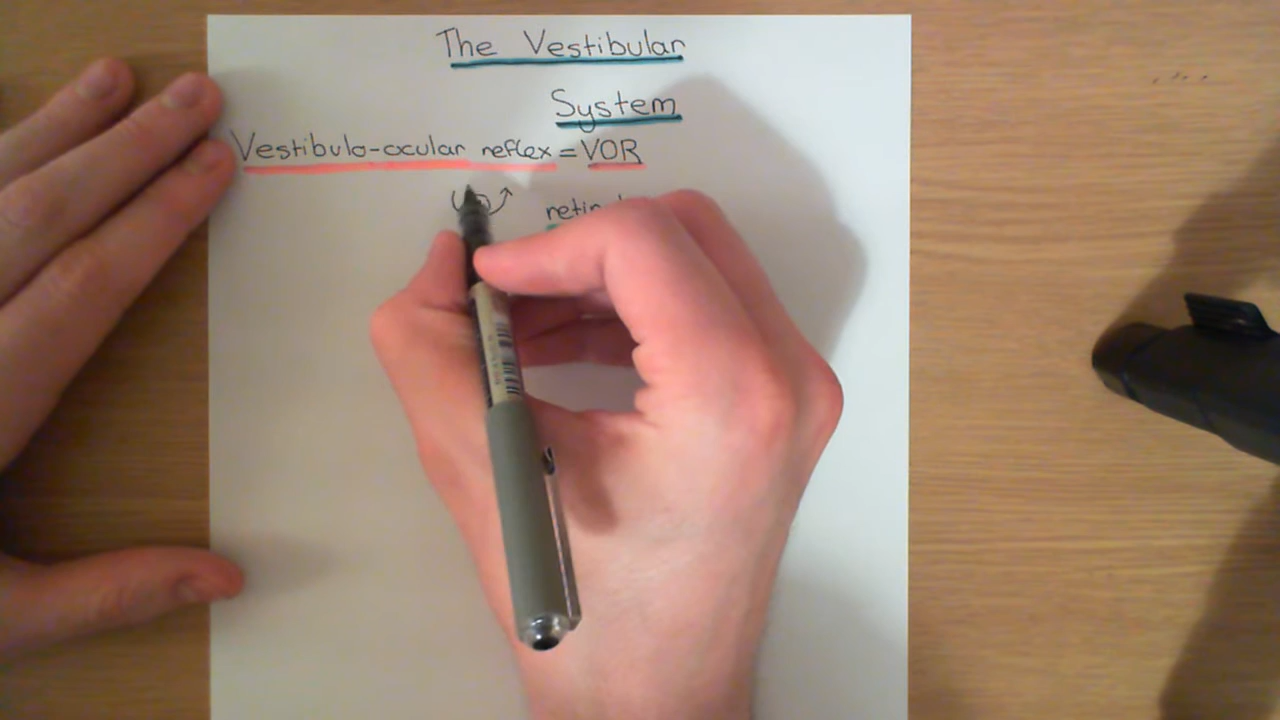 The Vestibular
System
Vestibulo-ocular reflex = VOR